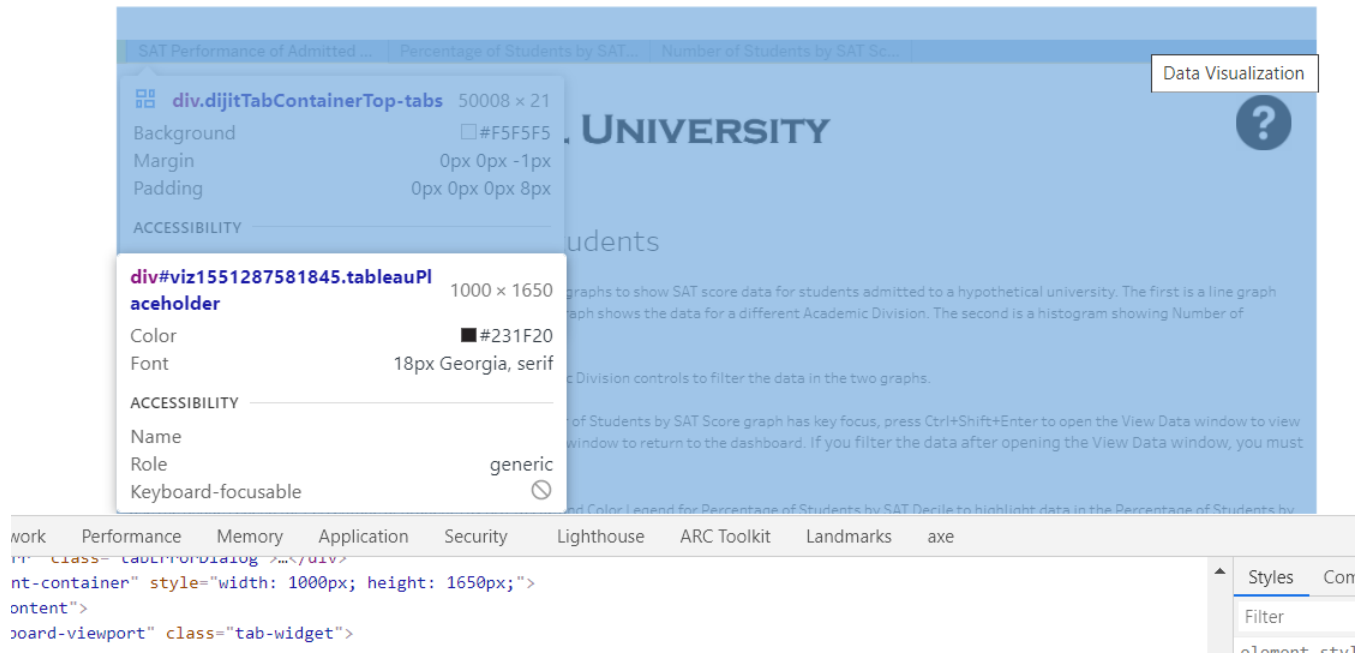 SAT Performance of Admitted ... Percentage of Students by SAT... Number of Students by SAT Sc...
Data Visualization
div.dijitTabContainerTop-tabs 50008 × 21
Background #F5F5F5
Margin 0px 0px -1px
Padding 0px 0px 0px 8px
ACCESSIBILITY
L UNIVERSITY
?
udents
div#viz1551287581845.tableauPl
aceholder
1000 × 1650
Color #231F20
Font 18px Georgia, serif
ACCESSIBILITY
Name
Role generic
Keyboard-focusable
graphs to show SAT score data for students admitted to a hypothetical university. The first is a line graph
raph shows the data for a different Academic Division. The second is a histogram showing Number of
c Division controls to filter the data in the two graphs.
r of Students by SAT Score graph has key focus, press Ctrl+Shift+Enter to open the View Data window to view
window to return to the dashboard. If you filter the data after opening the View Data window, you must
nd Color Legend for Percentage of Students by SAT Decile to highlight data in the Percentage of Students by
work Performance Memory Application Security Lighthouse ARC Toolkit Landmarks axe
class="tabErrorDialog">…</div>
nt-container" style="width: 1000px; height: 1650px;">
ontent">
board-viewport" class="tab-widget">
Styles Com
Filter
element.styl